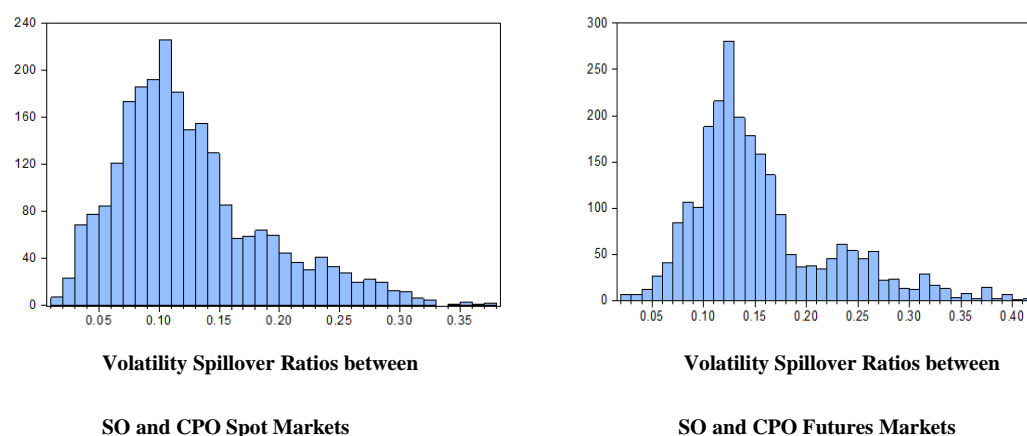 240
200
160
120
80
40
0
0.05 0.10 0.15 0.20 0.25 0.30 0.35
Volatility Spillover Ratios between
SO and CPO Spot Markets
300
250
200
150
100
50
0
0.05 0.10 0.15 0.20 0.25 0.30 0.35 0.40
Volatility Spillover Ratios between
SO and CPO Futures Markets